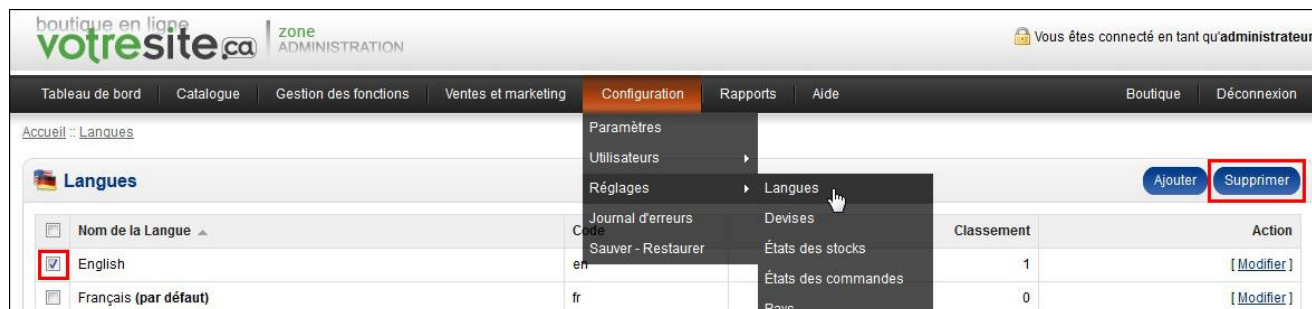 boutique en ligne
votresite.ca
zone
ADMINISTRATION
Vous êtes connecté en tant qu'administrateur
Tableau de bord Catalogue Gestion des fonctions Ventes et marketing Configuration Rapports Aide Boutique Déconnexion
Accueil :: Langues
Paramètres
Utilisateurs
Réglages
Journal d'erreurs
Sauver - Restaurer
Langues
Devises
États des stocks
États des commandes
Pays
Langues
Ajouter Supprimer
Nom de la Langue Code Classement Action
English en 1 [ Modifier ]
Français (par défaut) fr 0 [ Modifier ]